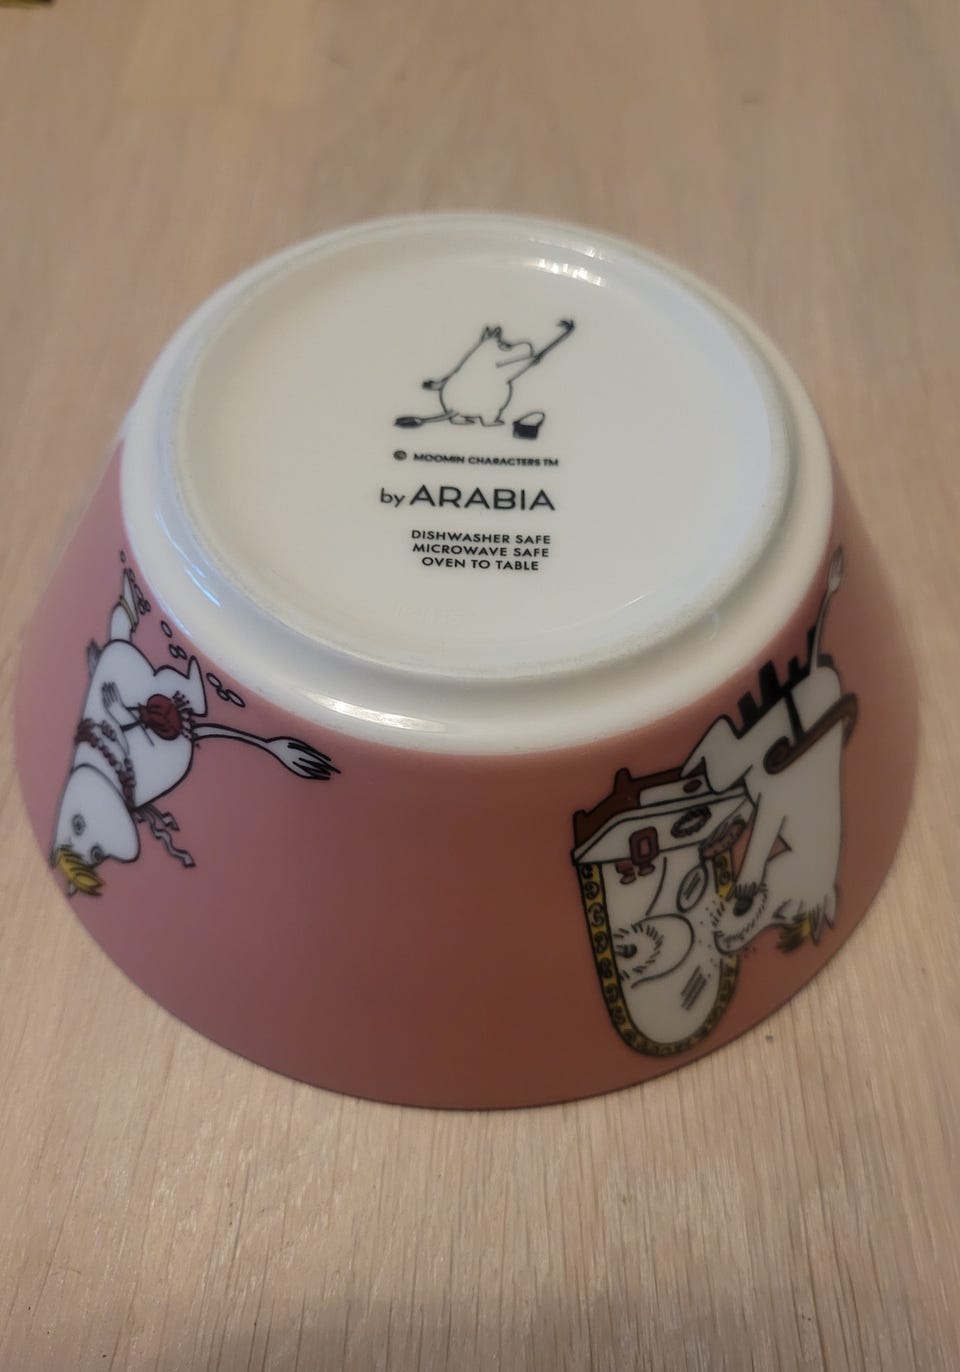 © MOOMIN CHARACTERS TM
by ARABIA
DISHWASHER SAFE
MICROWAVE SAFE
OVEN TO TABLE